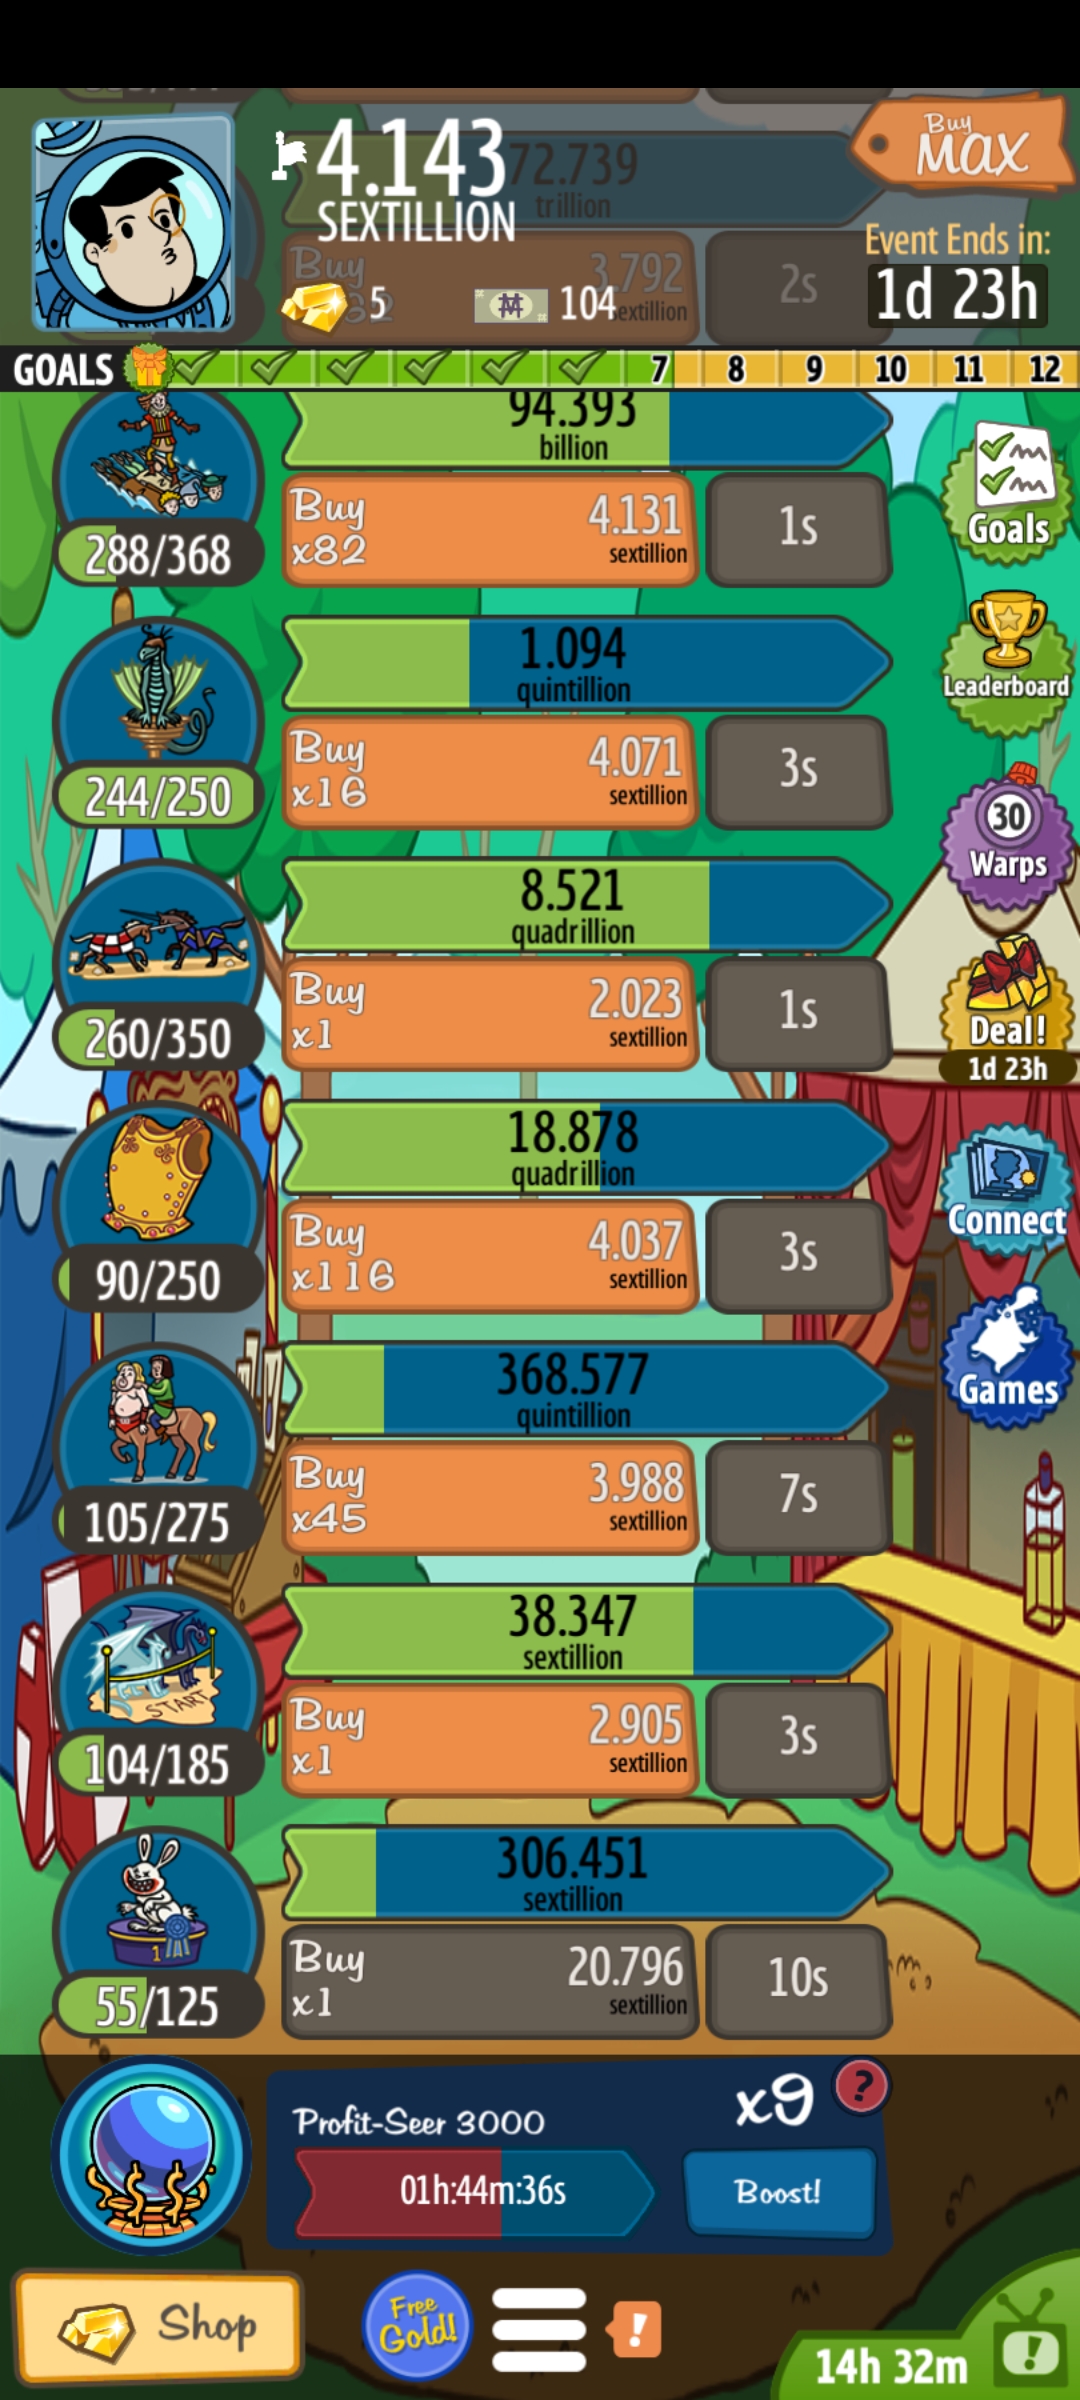 4.143
SEXTILLION
Buy
MAX
72.739
trillion
Event Ends in:
1d 23h
Buy
3.792
sextillion
2s
5
104
GOALS 7 8 9 10 11 12
94.393
billion
Buy
x82
4.131
sextillion
1s
288/368
Goals
1.094
quintillion
Leaderboard
Buy
x16
4.071
sextillion
3s
244/250
30
Warps
8.521
quadrillion
Buy
x1
2.023
sextillion
1s
260/350
Deal!
1d 23h
18.878
quadrillion
Buy
x116
4.037
sextillion
3s
90/250
Connect
368.577
quintillion
Games
Buy
x45
3.988
sextillion
7s
105/275
38.347
sextillion
START
Buy
x1
2.905
sextillion
3s
104/185
306.451
sextillion
1
Buy
x1
20.796
sextillion
10s
55/125
Profit-Seer 3000
x9
?
01h:44m:36s
Boost!
Shop
Free
Gold!
!
14h 32m
!